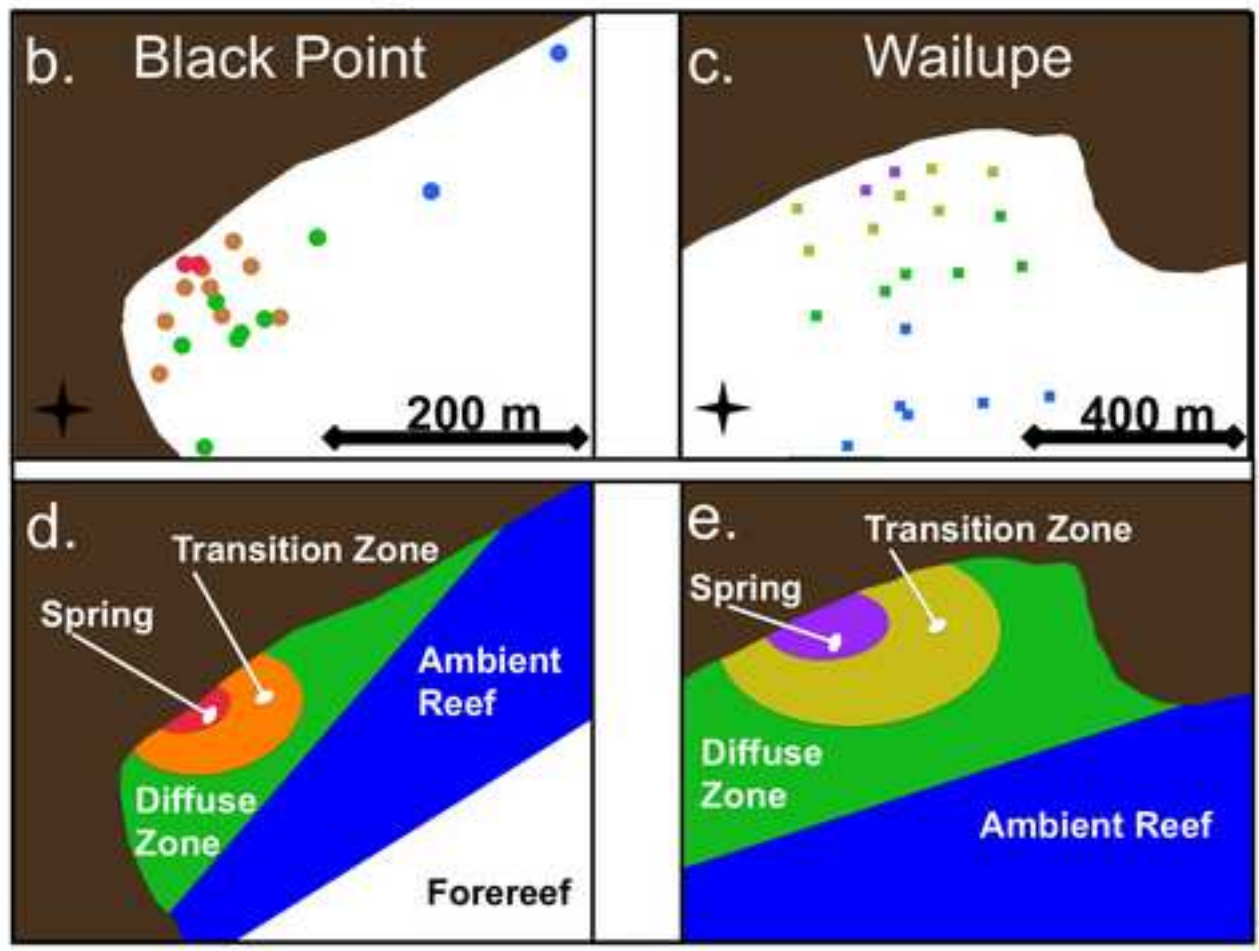 b. Black Point
200 m
c. Wailupe
400 m
d.
Transition Zone
Spring
Ambient
Reef
Diffuse
Zone
Forereef
e.
Transition Zone
Spring
Diffuse
Zone
Ambient Reef